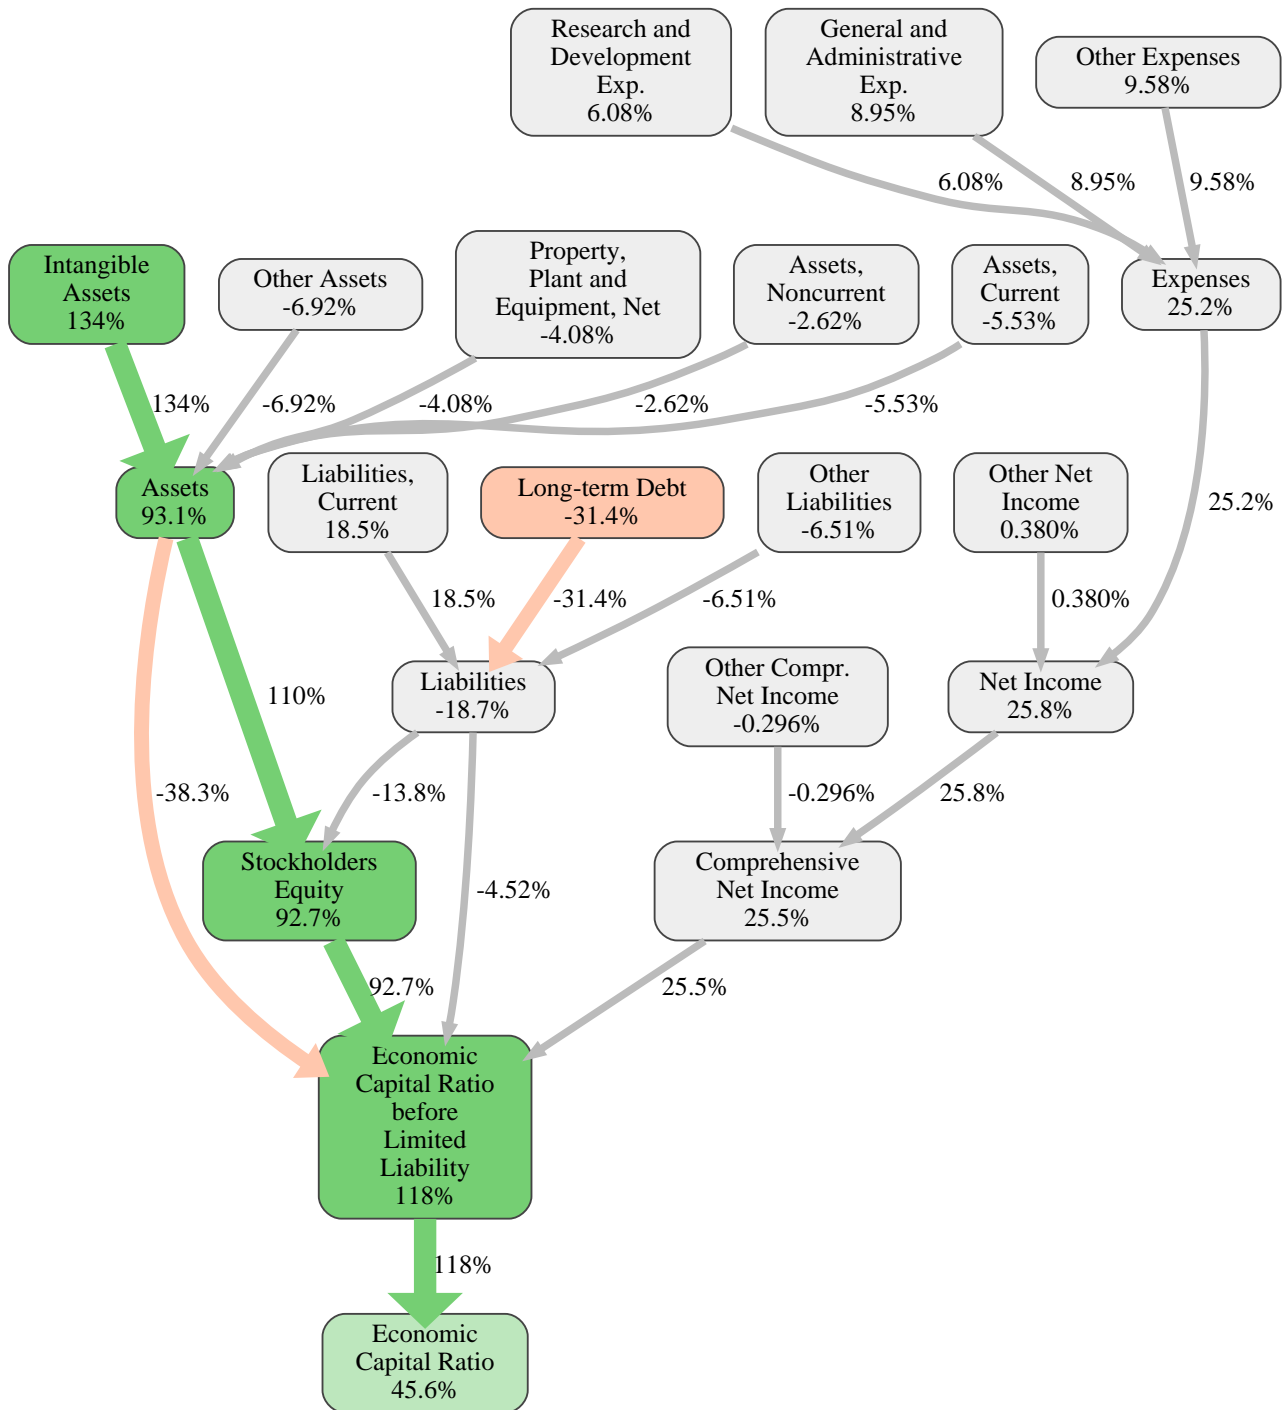 Research and
Development
Exp.
6.08%
General and
Administrative
Exp.
8.95%
Other Expenses
9.58%
6.08%
8.95%
9.58%
Intangible
Assets
134%
Other Assets
-6.92%
Property,
Plant and
Equipment, Net
-4.08%
Assets,
Noncurrent
-2.62%
Assets,
Current
-5.53%
Expenses
25.2%
134%
-6.92%
-4.08%
-2.62%
-5.53%
Assets
93.1%
Liabilities,
Current
18.5%
Long-term Debt
-31.4%
Other
Liabilities
-6.51%
Other Net
Income
0.380%
25.2%
18.5%
-31.4%
-6.51%
0.380%
110%
Liabilities
-18.7%
Other Compr.
Net Income
-0.296%
Net Income
25.8%
-38.3%
-13.8%
-0.296%
25.8%
Stockholders
Equity
92.7%
-4.52%
Comprehensive
Net Income
25.5%
92.7%
25.5%
Economic
Capital Ratio
before
Limited
Liability
118%
118%
Economic
Capital Ratio
45.6%